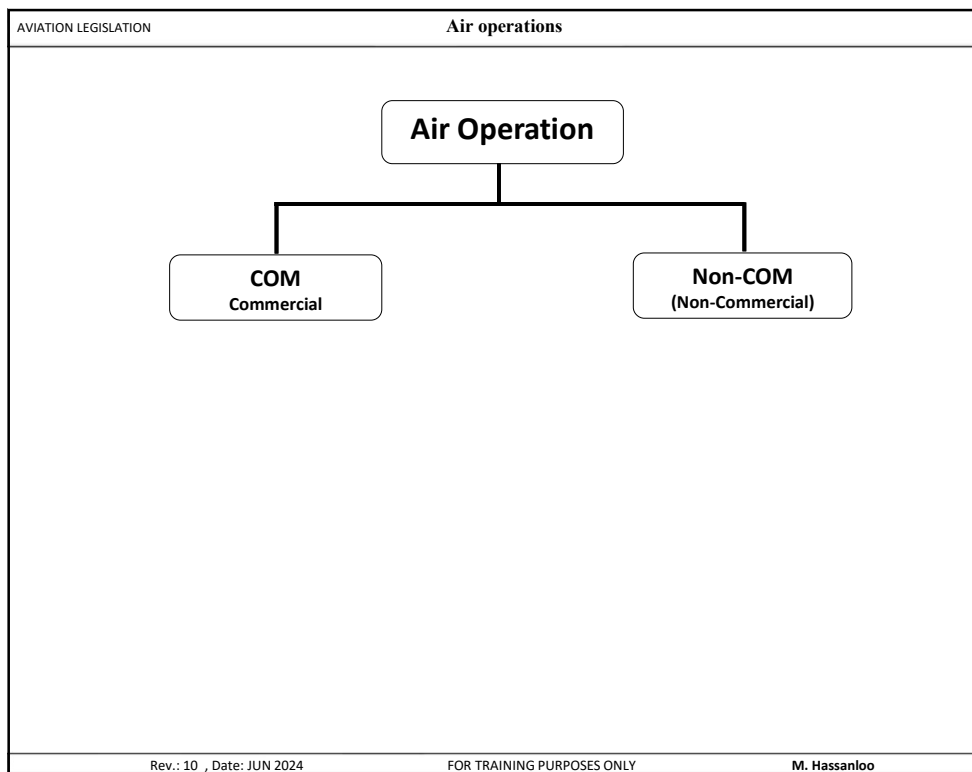 AVIATION LEGISLATION Air operations
Air Operation
COM
Commercial
Non-COM
(Non-Commercial)
Rev.: 10 , Date: JUN 2024 FOR TRAINING PURPOSES ONLY M. Hassanloo